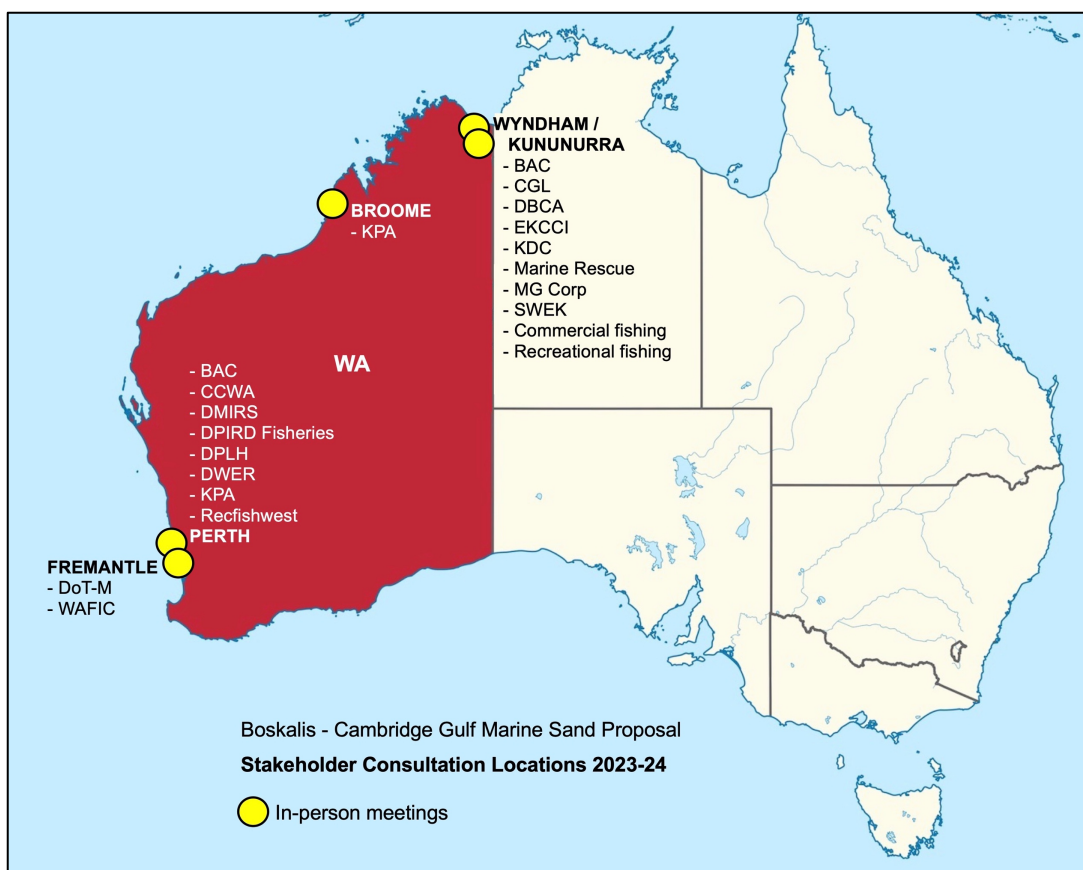 WYNDHAM /
KUNUNURRA
- BAC
- CGL
- DBCA
- EKCCI
- KDC
- Marine Rescue
- MG Corp
- SWEK
- Commercial fishing
- Recreational fishing
BROOME
- KPA
WA
- BAC
- CCWA
- DMIRS
- DPIRD Fisheries
- DPLH
- DWER
- KPA
- Recfishwest
PERTH
FREMANTLE
- DoT-M
- WAFIC
Boskalis - Cambridge Gulf Marine Sand Proposal
Stakeholder Consultation Locations 2023-24
In-person meetings